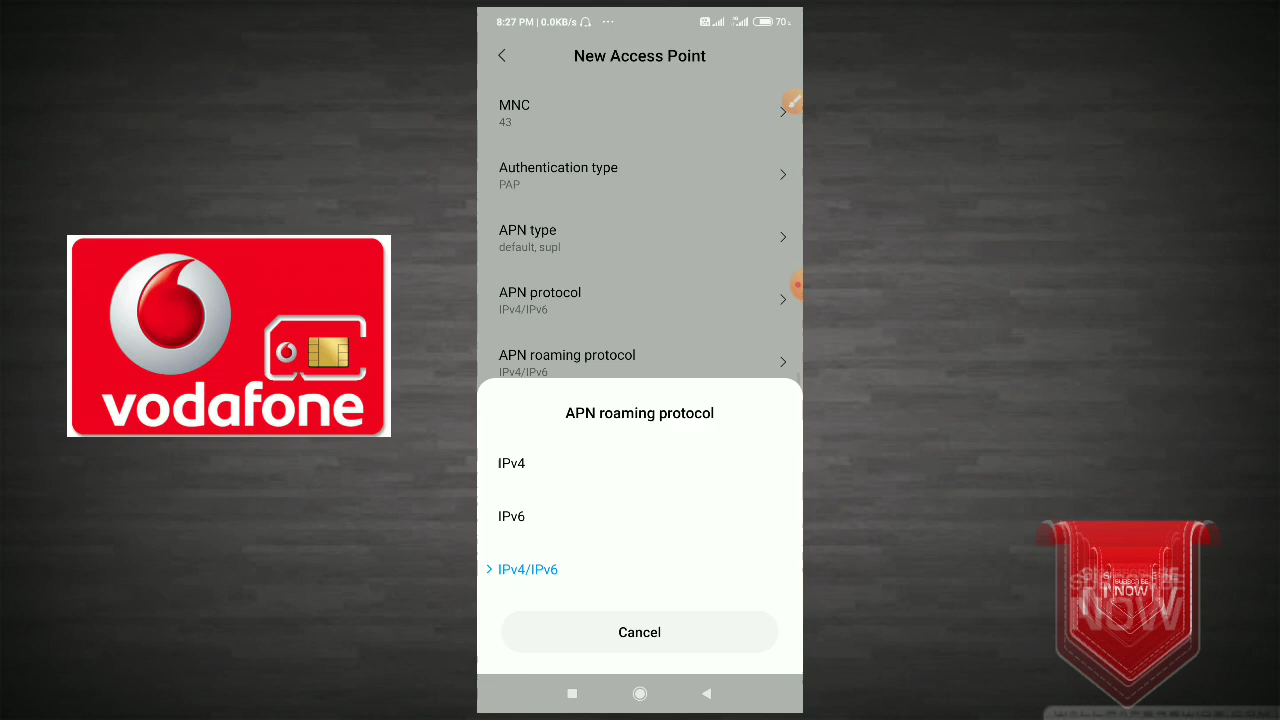 8:27 PM | 0.0KB/s ... 70
New Access Point
MNC
43
Authentication type
PAP
APN type
default, supl
APN protocol
IPv4/IPv6
APN roaming protocol
IPv4/IPv6
APN roaming protocol
IPv4
IPv6
IPv4/IPv6
Cancel
vodafone
SUBSCRIBE
NOW